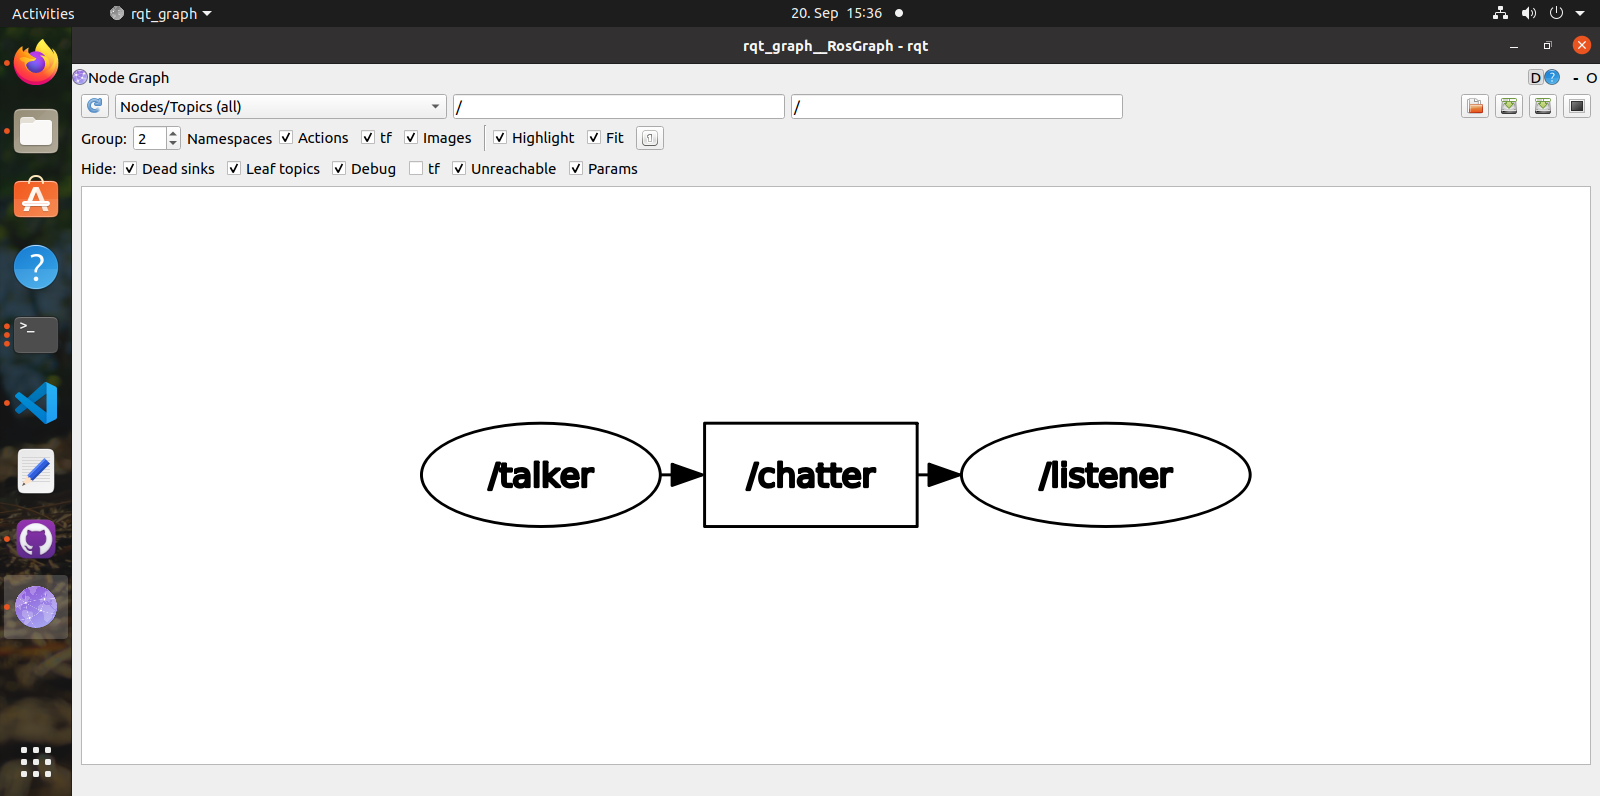 Activities rqt_graph 20. Sep 15:36
rqt_graph__RosGraph - rqt
Node Graph D ? - O
Nodes/Topics (all) / /
Group: 2 Namespaces Actions tf Images Highlight Fit
Hide: Dead sinks Leaf topics Debug tf Unreachable Params
/talker /chatter /listener